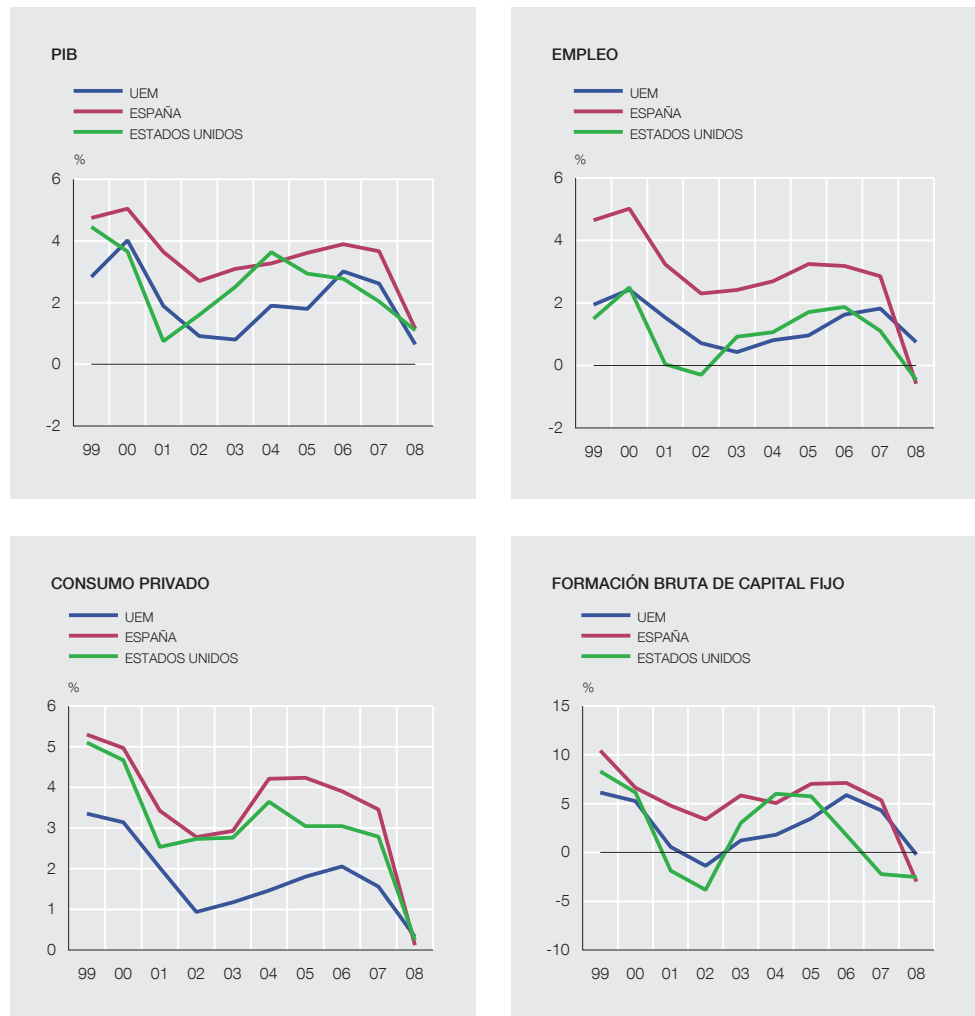 PIB
UEM
ESPAÑA
ESTADOS UNIDOS
%
6
4
2
0
-2
99 00 01 02 03 04 05 06 07 08
EMPLEO
UEM
ESPAÑA
ESTADOS UNIDOS
%
6
4
2
0
-2
99 00 01 02 03 04 05 06 07 08
CONSUMO PRIVADO
UEM
ESPAÑA
ESTADOS UNIDOS
%
6
5
4
3
2
1
0
99 00 01 02 03 04 05 06 07 08
FORMACIÓN BRUTA DE CAPITAL FIJO
UEM
ESPAÑA
ESTADOS UNIDOS
%
15
10
5
0
-5
-10
99 00 01 02 03 04 05 06 07 08